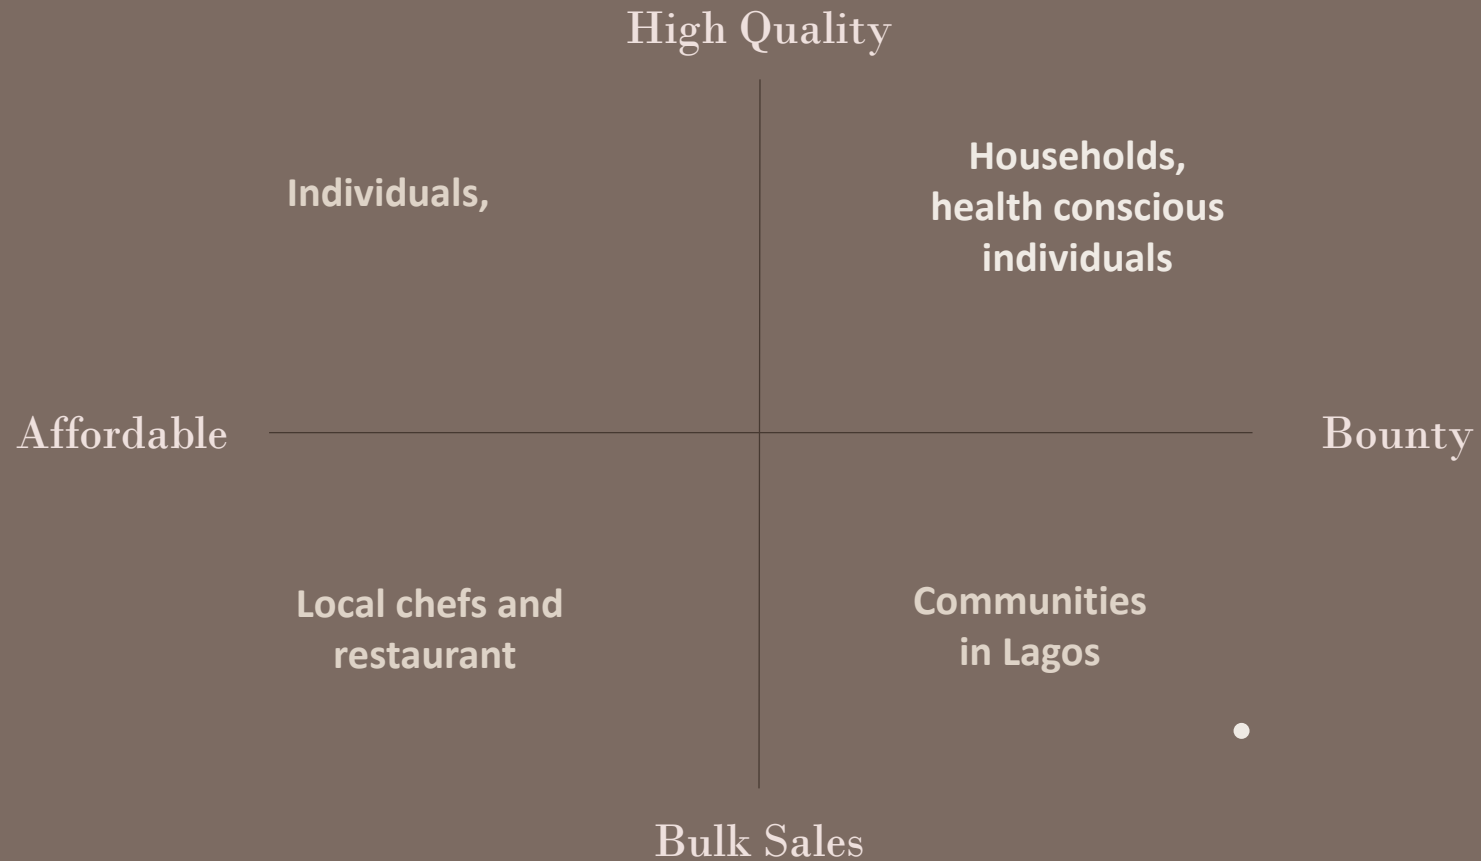 High Quality
Individuals,
Households,
health conscious
individuals
Affordable
Bounty
Local chefs and
restaurant
Communities
in Lagos
Bulk Sales